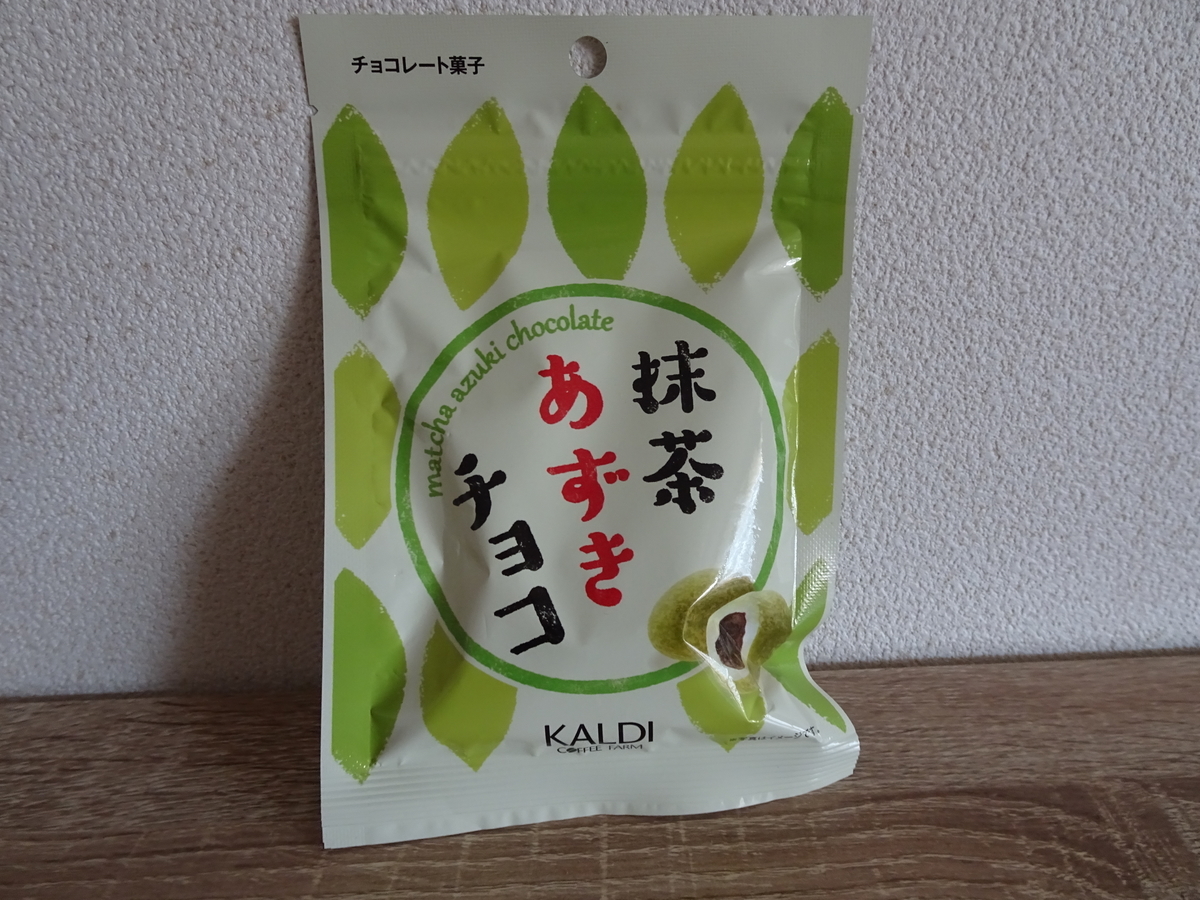 チョコレート菓子
matcha azuki chocolate
抹茶
あずき
チョコ
KALDI
COFFEE FARM